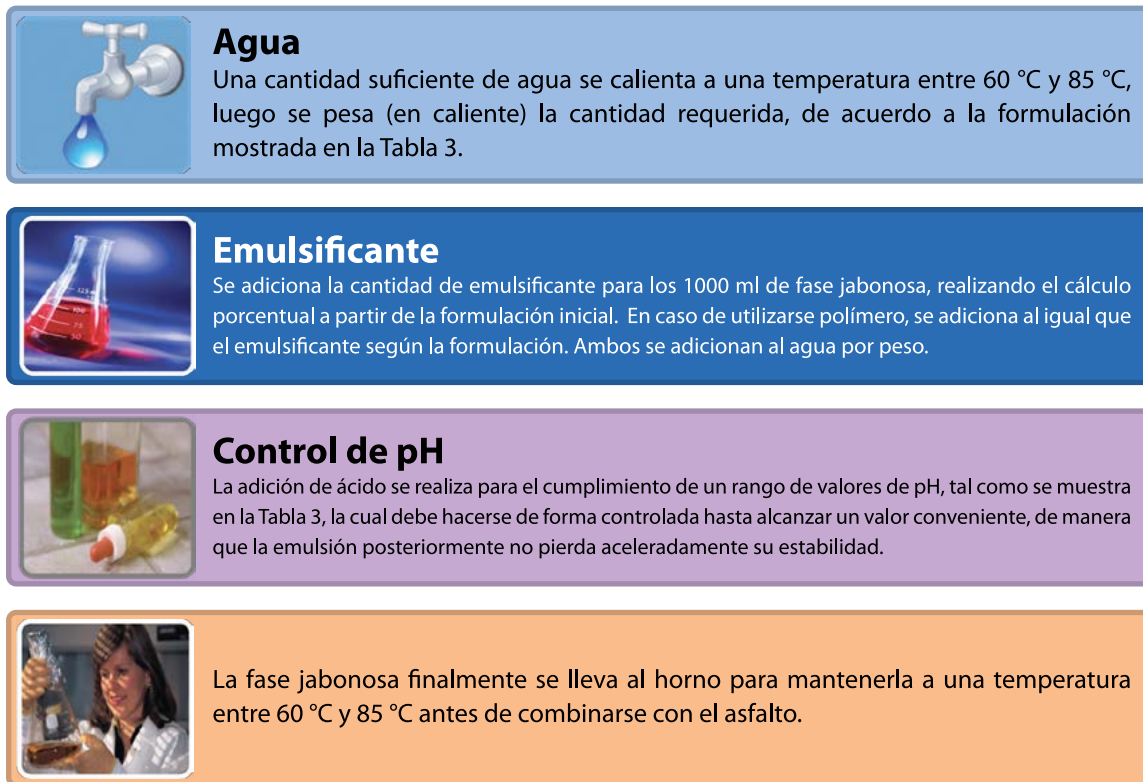 Agua
Una cantidad suficiente de agua se calienta a una temperatura entre 60 °C y 85 °C,
luego se pesa (en caliente) la cantidad requerida, de acuerdo a la formulación
mostrada en la Tabla 3.
Emulsificante
Se adiciona la cantidad de emulsificante para los 1000 ml de fase jabonosa, realizando el cálculo
porcentual a partir de la formulación inicial. En caso de utilizarse polímero, se adiciona al igual que
el emulsificante según la formulación. Ambos se adicionan al agua por peso.
Control de pH
La adición de ácido se realiza para el cumplimiento de un rango de valores de pH, tal como se muestra
en la Tabla 3, la cual debe hacerse de forma controlada hasta alcanzar un valor conveniente, de manera
que la emulsión posteriormente no pierda aceleradamente su estabilidad.
La fase jabonosa finalmente se lleva al horno para mantenerla a una temperatura
entre 60 °C y 85 °C antes de combinarse con el asfalto.